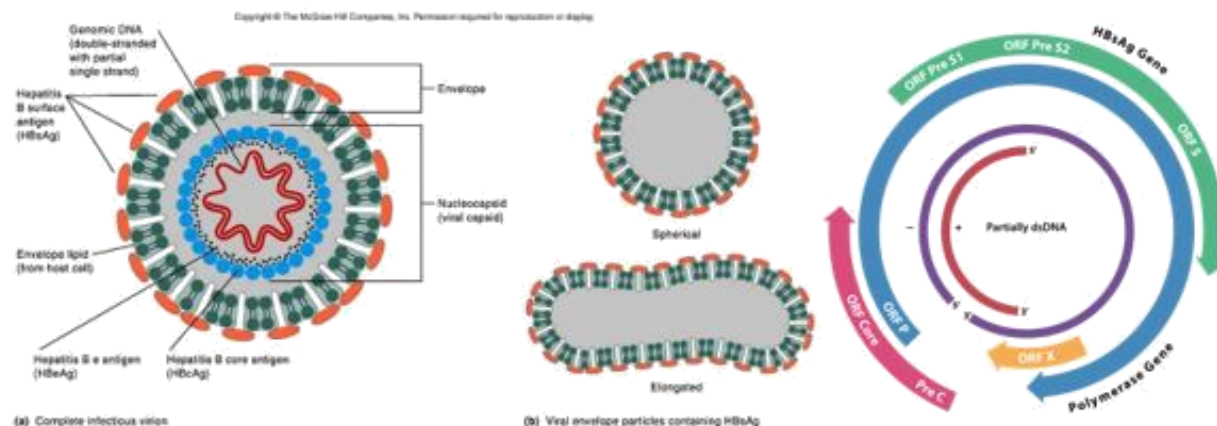 Copyright © The McGraw-Hill Companies, Inc. Permission required for reproduction or display.
Genomic DNA
(double-stranded
with partial
single strand)
Hepatitis
B surface
antigen
(HBsAg)
Envelope
Nucleocapsid
(viral capsid)
Envelope lipid
(from host cell)
Hepatitis B e antigen
(HBeAg)
Hepatitis B core antigen
(HBcAg)
(a) Complete infectious virion
Spherical
Elongated
(b) Viral envelope particles containing HBsAg
HBsAg Gene
ORF Pre S1
ORF Pre S2
ORF S
5'
−
+
Partially dsDNA
3'
ORF P
ORF Core
Pre C
ORF X
Polymerase Gene